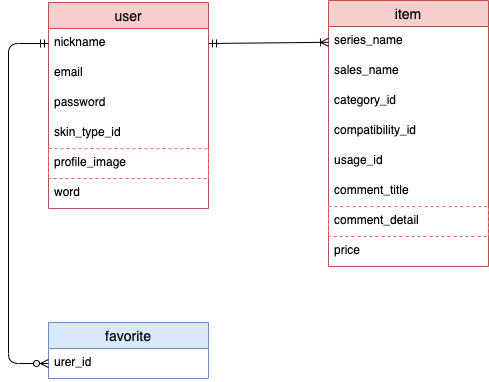 user
nickname
email
password
skin_type_id
profile_image
word
item
series_name
sales_name
category_id
compatibility_id
usage_id
comment_title
comment_detail
price
favorite
urer_id